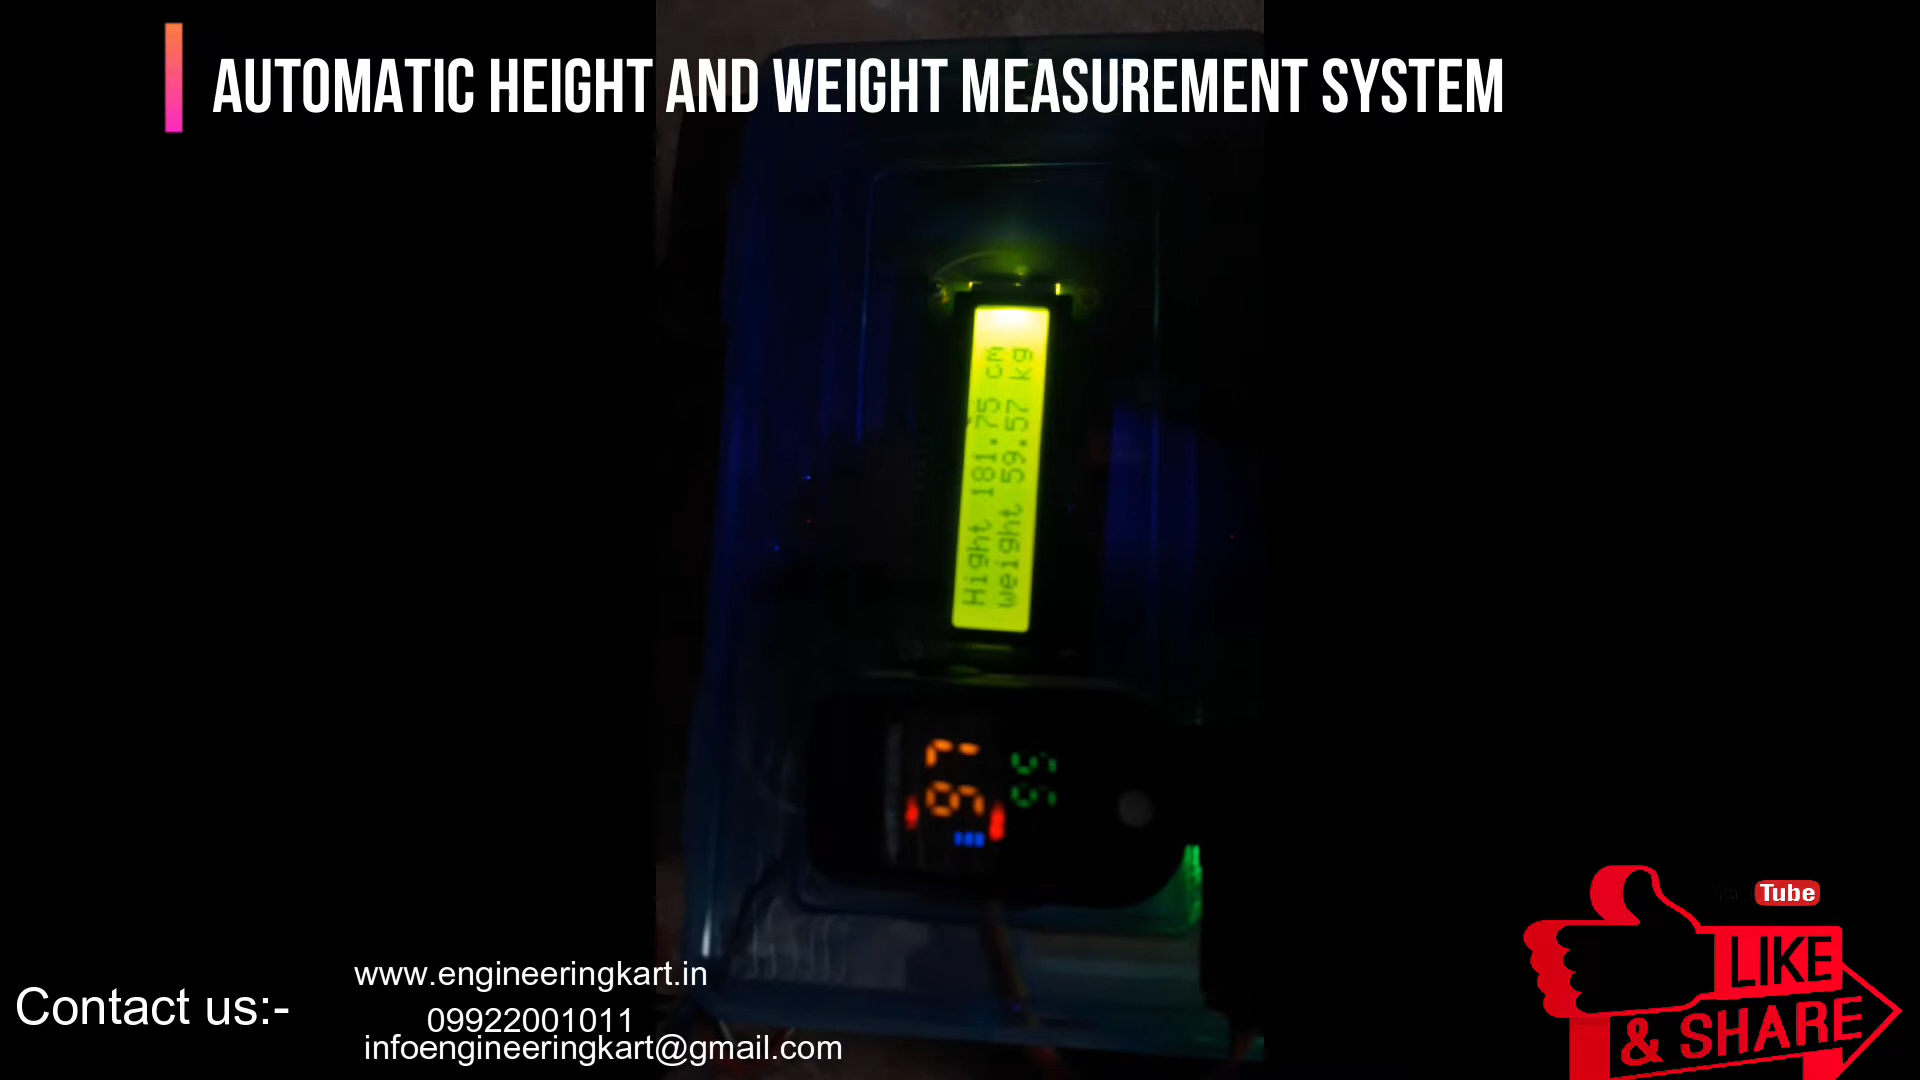 AUTOMATIC HEIGHT AND WEIGHT MEASUREMENT SYSTEM
Hight 181.75 cm
weight 59.57 kg
Tube
LIKE
& SHARE
Contact us:-
www.engineeringkart.in
09922001011
infoengineeringkart@gmail.com